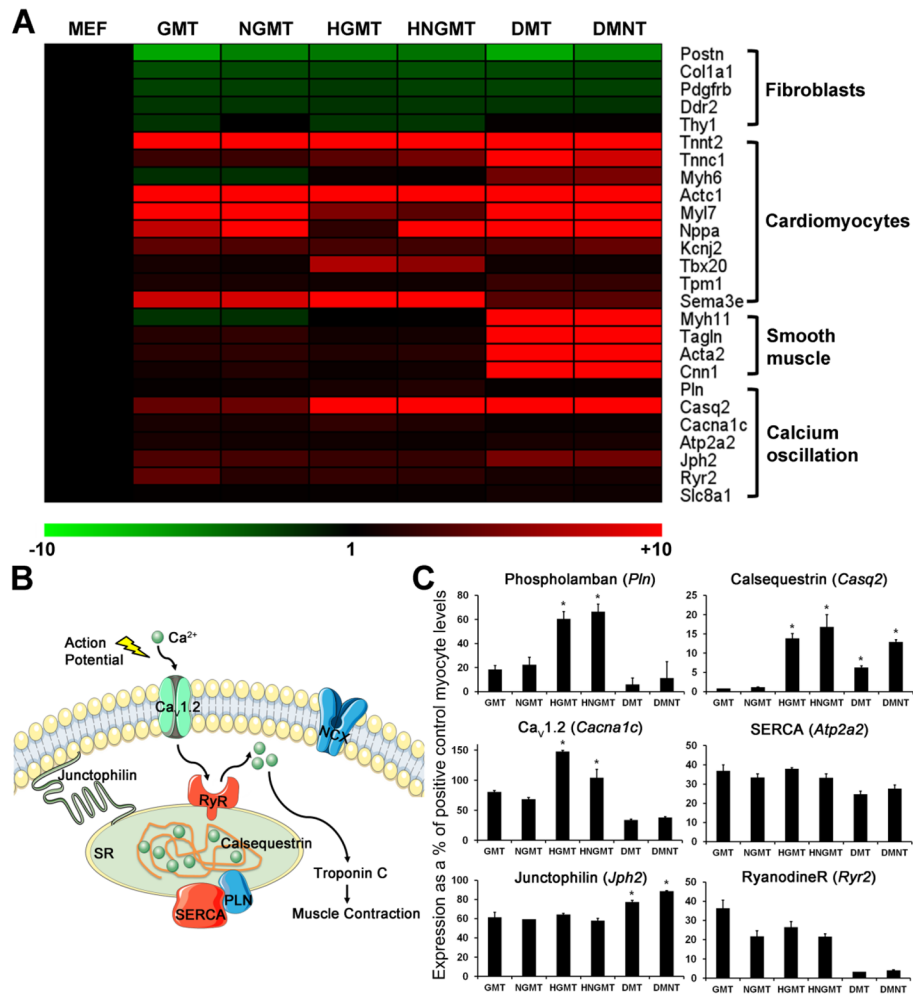 A
MEF GMT NGMT HGMT HNGMT DMT DMNT
Postn
Col1a1
Pdgfrb
Ddr2
Thy1
Fibroblasts
Tnnt2
Tnnc1
Myh6
Actc1
Myl7
Nppa
Kcnj2
Tbx20
Tpm1
Sema3e
Cardiomyocytes
Myh11
Tagln
Acta2
Cnn1
Smooth
muscle
Pln
Casq2
Cacna1c
Atp2a2
Jph2
Ryr2
Slc8a1
Calcium
oscillation
-10 1 +10
B
Action
Potential
Ca2+
Cav1.2
NCX
Junctophilin
RyR
SR
Calsequestrin
PLN
SERCA
Troponin C
Muscle Contraction
C
Expression as a % of positive control myocyte levels
Phospholamban (Pln)
80
60
40
20
0
* *
GMT NGMT HGMT HNGMT DMT DMNT
Calsequestrin (Casq2)
25
20
15
10
5
0
* * * *
GMT NGMT HGMT HNGMT DMT DMNT
Cav1.2 (Cacna1c)
150
100
50
0
* *
GMT NGMT HGMT HNGMT DMT DMNT
SERCA (Atp2a2)
50
40
30
20
10
0
GMT NGMT HGMT HNGMT DMT DMNT
Junctophilin (Jph2)
100
80
60
40
20
0
* *
GMT NGMT HGMT HNGMT DMT DMNT
RyanodineR (Ryr2)
50
40
30
20
10
0
GMT NGMT HGMT HNGMT DMT DMNT